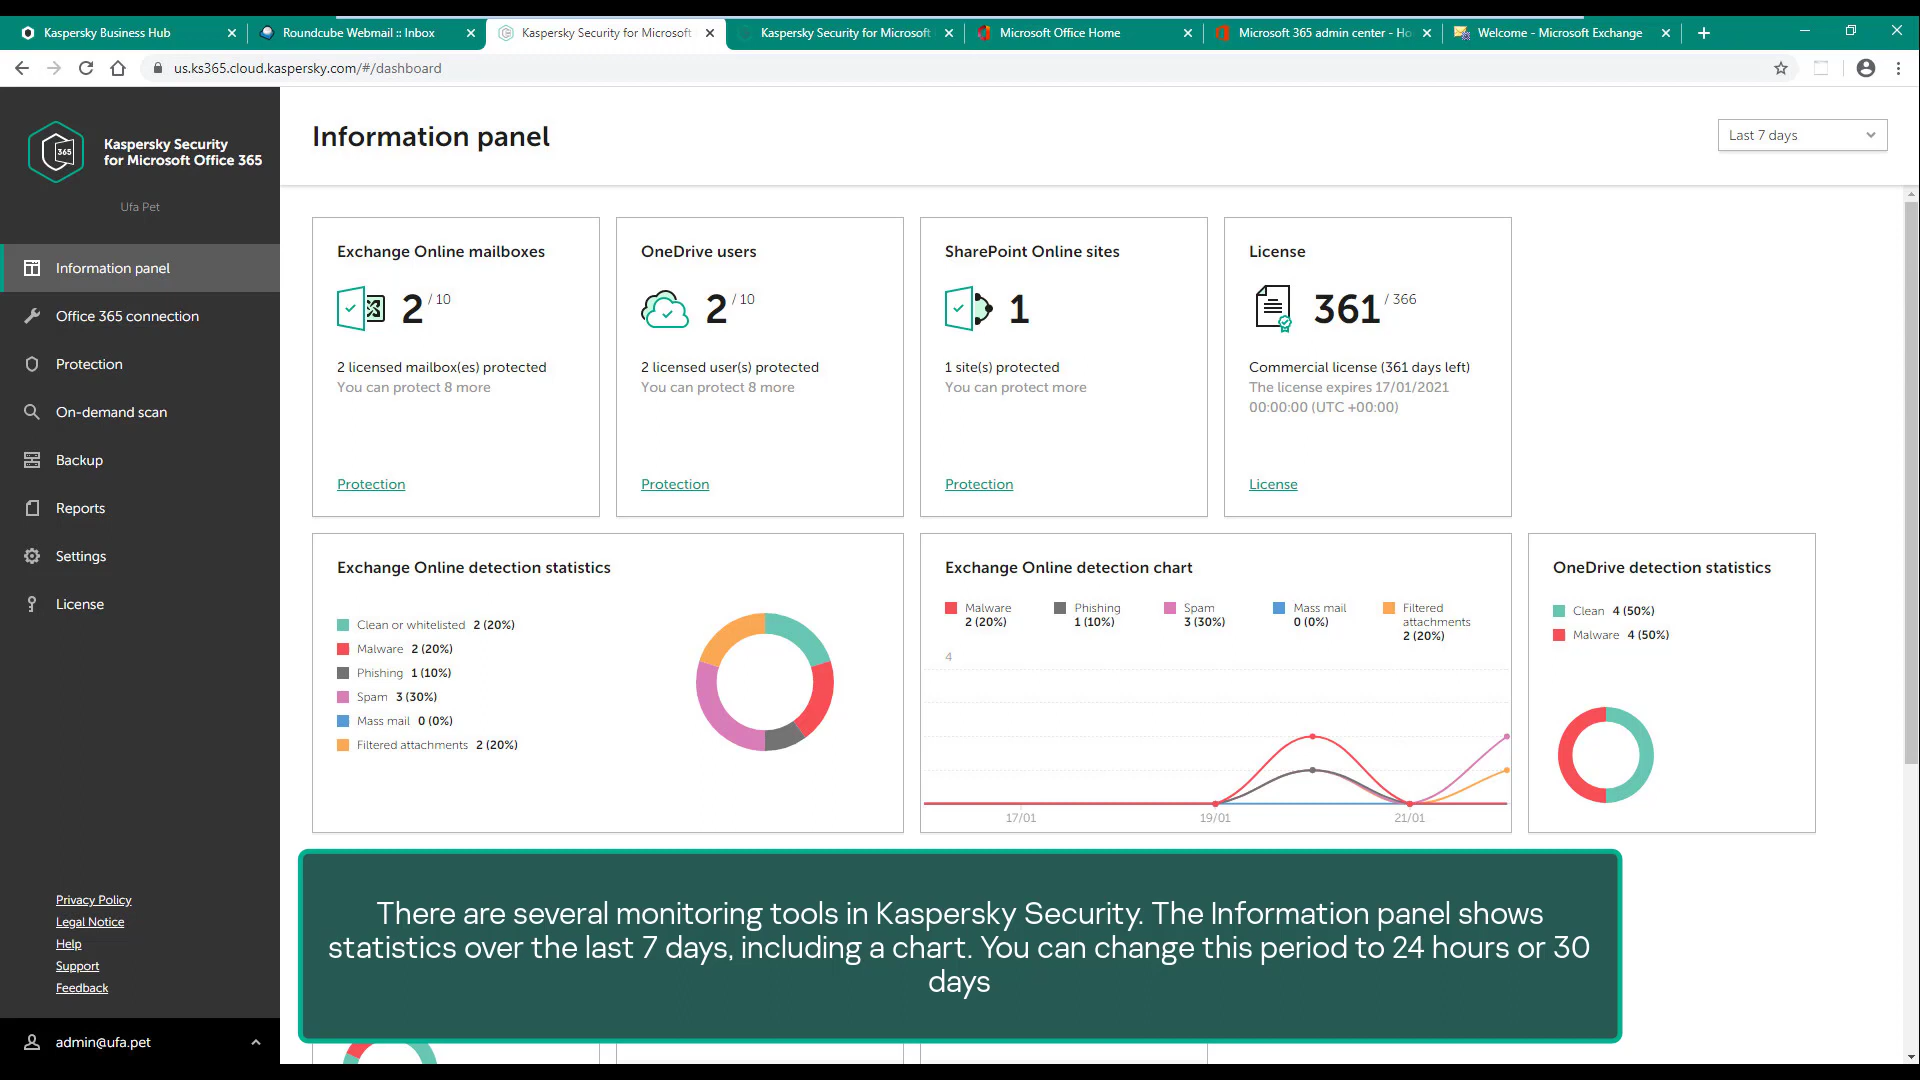 Kaspersky Business Hub
Roundcube Webmail :: Inbox
Kaspersky Security for Microsoft
Kaspersky Security for Microsoft
Microsoft Office Home
Microsoft 365 admin center - Ho
Welcome - Microsoft Exchange
us.ks365.cloud.kaspersky.com/#/dashboard
365
Kaspersky Security
for Microsoft Office 365
Ufa Pet
Information panel
Office 365 connection
Protection
On-demand scan
Backup
Reports
Settings
License
Privacy Policy
Legal Notice
Help
Support
Feedback
admin@ufa.pet
Information panel
Last 7 days
Exchange Online mailboxes
2 / 10
2 licensed mailbox(es) protected
You can protect 8 more
Protection
OneDrive users
2 / 10
2 licensed user(s) protected
You can protect 8 more
Protection
SharePoint Online sites
1
1 site(s) protected
You can protect more
Protection
License
361 / 366
Commercial license (361 days left)
The license expires 17/01/2021
00:00:00 (UTC +00:00)
License
Exchange Online detection statistics
Clean or whitelisted 2 (20%)
Malware 2 (20%)
Phishing 1 (10%)
Spam 3 (30%)
Mass mail 0 (0%)
Filtered attachments 2 (20%)
Exchange Online detection chart
Malware
2 (20%)
Phishing
1 (10%)
Spam
3 (30%)
Mass mail
0 (0%)
Filtered
attachments
2 (20%)
4
17/01
19/01
21/01
OneDrive detection statistics
Clean 4 (50%)
Malware 4 (50%)
There are several monitoring tools in Kaspersky Security. The Information panel shows
statistics over the last 7 days, including a chart. You can change this period to 24 hours or 30
days